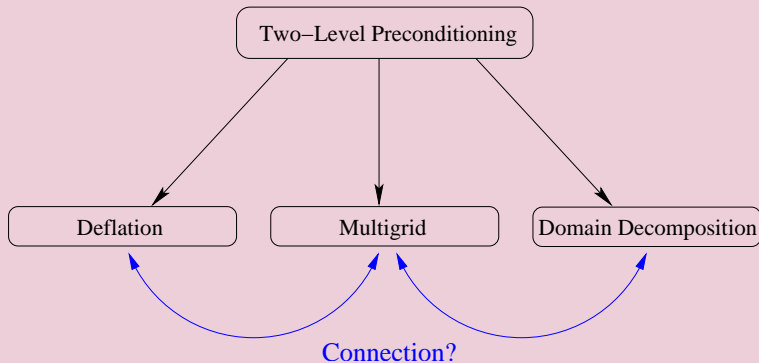 Two−Level Preconditioning
Deflation
Multigrid
Domain Decomposition
Connection?